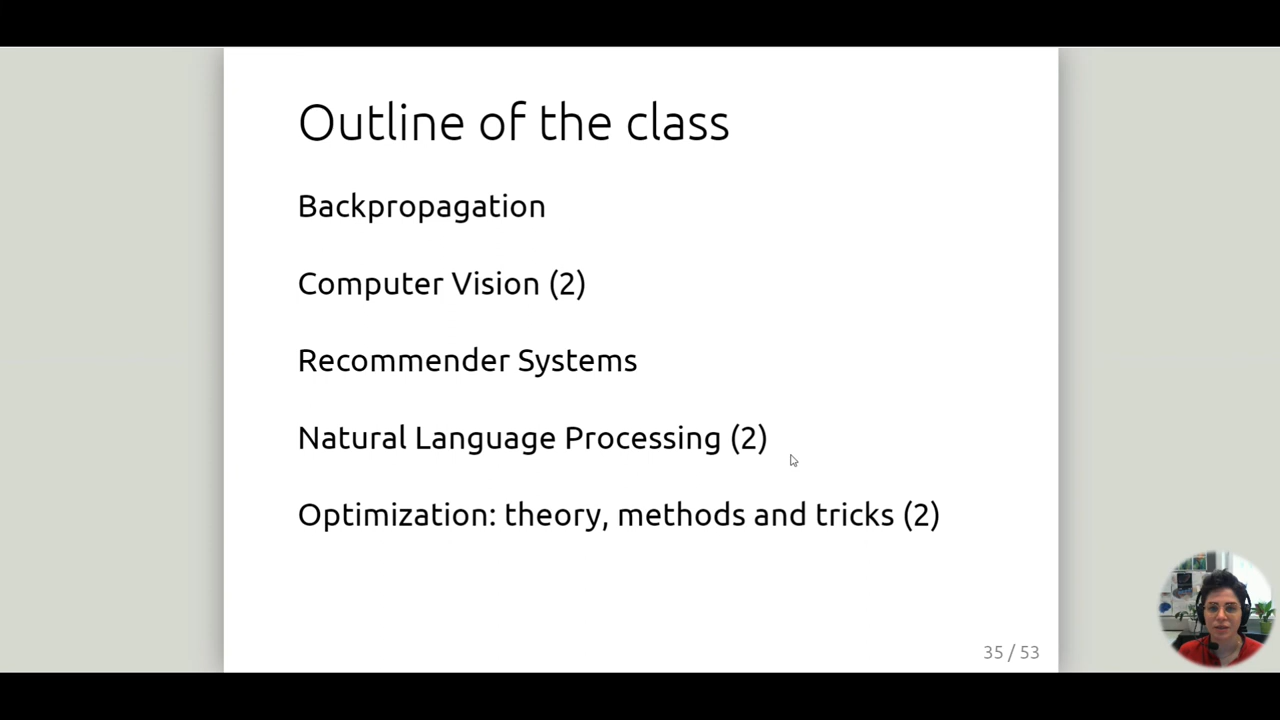 Outline of the class
Backpropagation
Computer Vision (2)
Recommender Systems
Natural Language Processing (2)
Optimization: theory, methods and tricks (2)
35 / 53